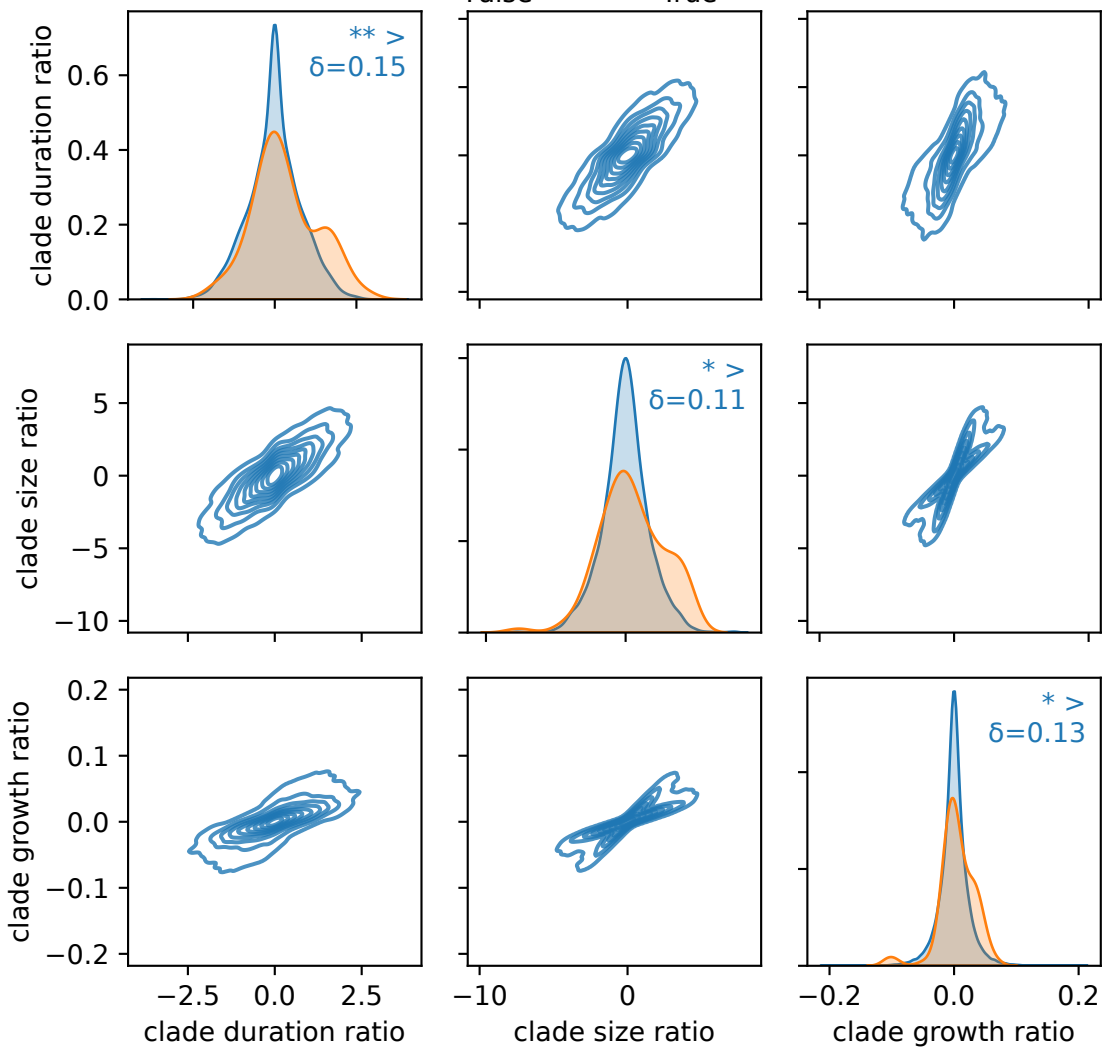 clade duration ratio
0.6
0.4
0.2
0.0
** >
δ=0.15
clade size ratio
5
0
−5
−10
* >
δ=0.11
clade growth ratio
0.2
0.1
0.0
−0.1
−0.2
* >
δ=0.13
−2.5 0.0 2.5
−10 0
−0.2 0.0 0.2
clade duration ratio
clade size ratio
clade growth ratio